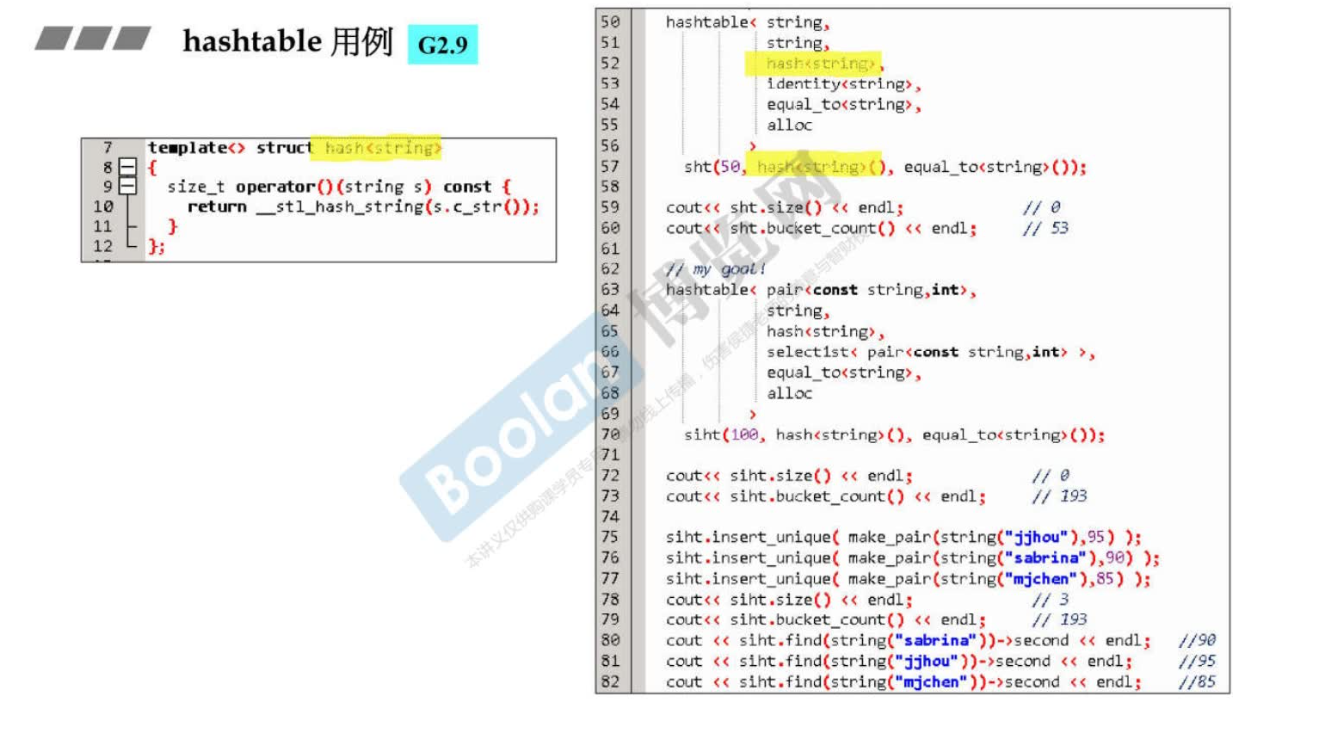 hashtable 用例 G2.9
7 template<> struct hash<string>
8 {
9 size_t operator()(string s) const {
10 return __stl_hash_string(s.c_str());
11 }
12 };
50 hashtable< string,
51 string,
52 hash<string>,
53 identity<string>,
54 equal_to<string>,
55 alloc
56 >
57 sht(50, hash<string>(), equal_to<string>());
58
59 cout<< sht.size() << endl; // 0
60 cout<< sht.bucket_count() << endl; // 53
61
62 // my goal!
63 hashtable< pair<const string,int>,
64 string,
65 hash<string>,
66 select1st< pair<const string,int> >,
67 equal_to<string>,
68 alloc
69 >
70 siht(100, hash<string>(), equal_to<string>());
71
72 cout<< siht.size() << endl; // 0
73 cout<< siht.bucket_count() << endl; // 193
74
75 siht.insert_unique( make_pair(string("jjhou"),95) );
76 siht.insert_unique( make_pair(string("sabrina"),90) );
77 siht.insert_unique( make_pair(string("mjchen"),85) );
78 cout<< siht.size() << endl; // 3
79 cout<< siht.bucket_count() << endl; // 193
80 cout << siht.find(string("sabrina"))->second << endl; //90
81 cout << siht.find(string("jjhou"))->second << endl; //95
82 cout << siht.find(string("mjchen"))->second << endl; //85
Boolan 博览网
本讲义仅供购课学员专用